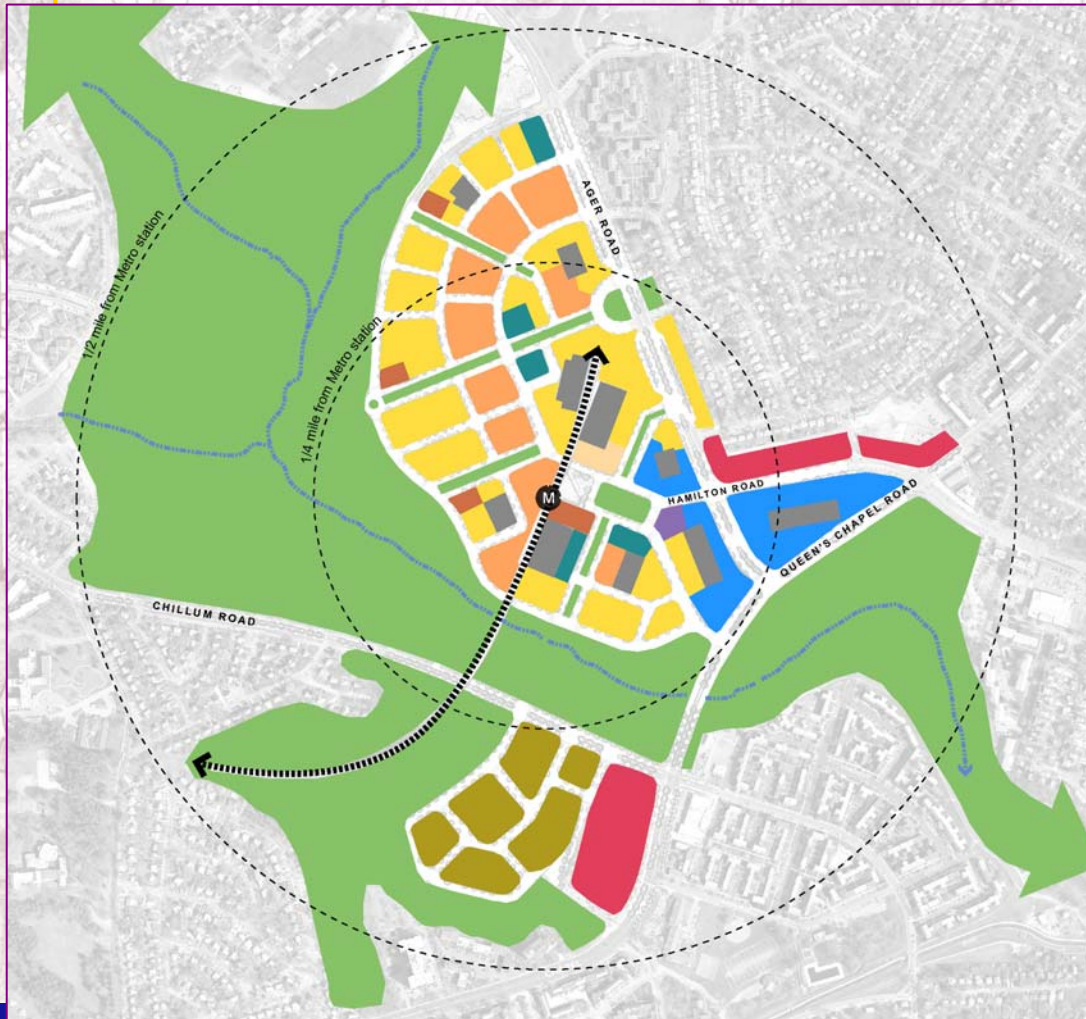 AGER ROAD
1/2 mile from Metro station
1/4 mile from Metro station
M
HAMILTON ROAD
QUEEN'S CHAPEL ROAD
CHILLUM ROAD